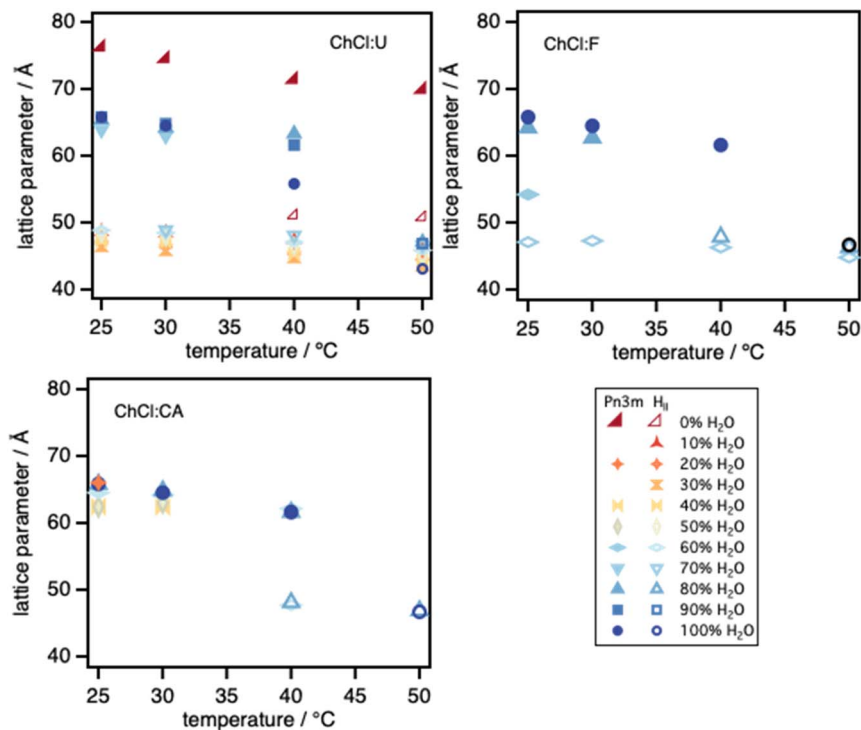 ChCl:U
lattice parameter / Å
80
70
60
50
40
25 30 35 40 45 50
temperature / °C
ChCl:F
lattice parameter / Å
80
70
60
50
40
25 30 35 40 45 50
temperature / °C
ChCl:CA
lattice parameter / Å
80
70
60
50
40
25 30 35 40 45 50
temperature / °C
Pn3m H_II
0% H₂O
10% H₂O
20% H₂O
30% H₂O
40% H₂O
50% H₂O
60% H₂O
70% H₂O
80% H₂O
90% H₂O
100% H₂O